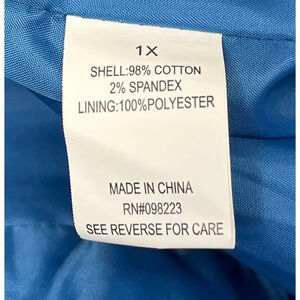 1X
SHELL:98% COTTON
2% SPANDEX
LINING:100%POLYESTER
MADE IN CHINA
RN#098223
SEE REVERSE FOR CARE